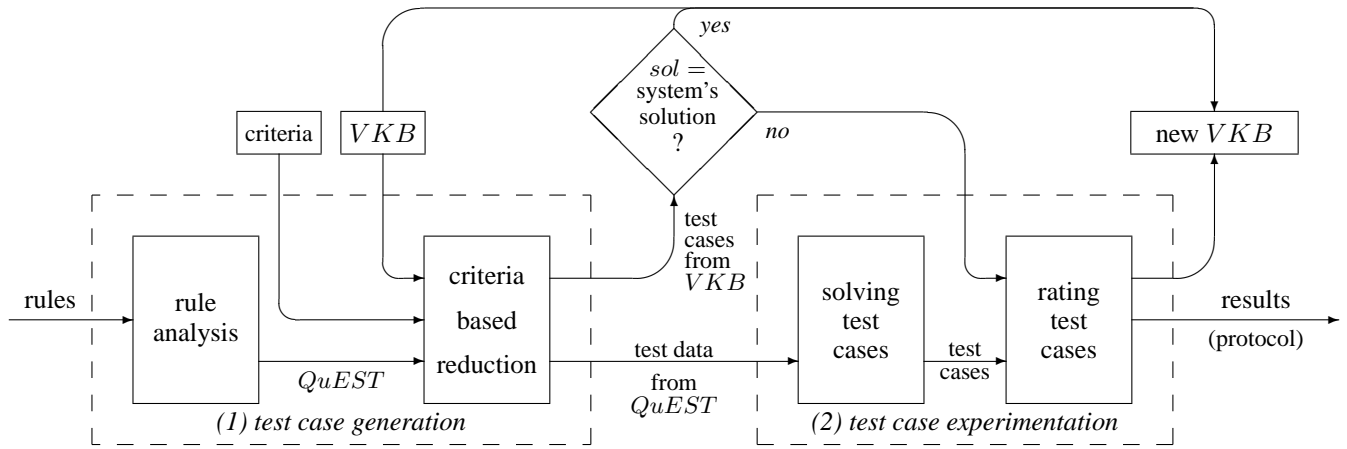 yes
sol =
system's
solution
?
no
criteria
VKB
new VKB
test
cases
from
VKB
rules
rule
analysis
criteria
based
reduction
solving
test
cases
rating
test
cases
results
(protocol)
QuEST
test data
from
QuEST
test
cases
(1) test case generation
(2) test case experimentation